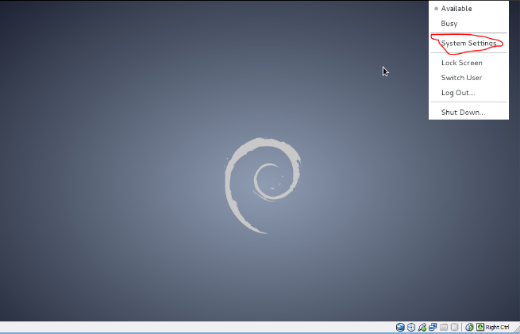 Available
Busy
System Settings
Lock Screen
Switch User
Log Out...
Shut Down...
Right Ctrl